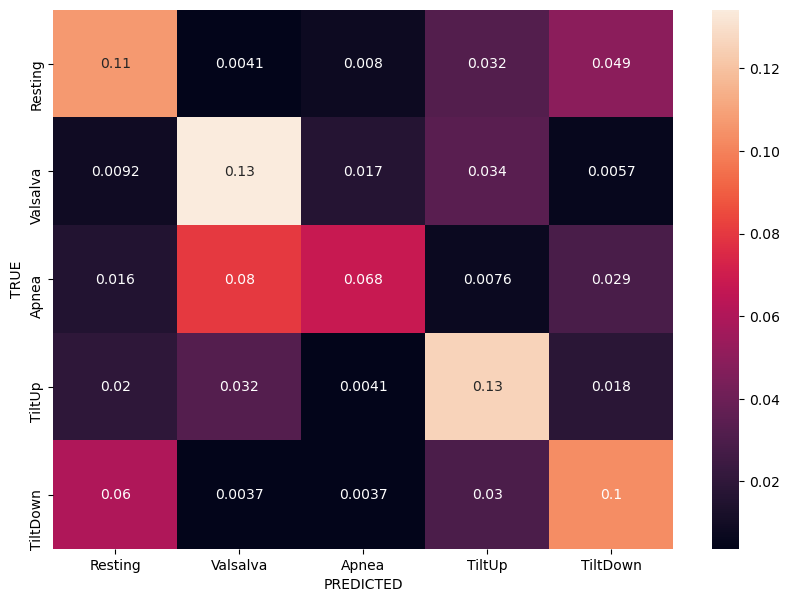 Resting 0.11 0.0041 0.008 0.032 0.049
Valsalva 0.0092 0.13 0.017 0.034 0.0057
Apnea 0.016 0.08 0.068 0.0076 0.029
TiltUp 0.02 0.032 0.0041 0.13 0.018
TiltDown 0.06 0.0037 0.0037 0.03 0.1
TRUE
Resting Valsalva Apnea TiltUp TiltDown
PREDICTED
0.12
0.10
0.08
0.06
0.04
0.02